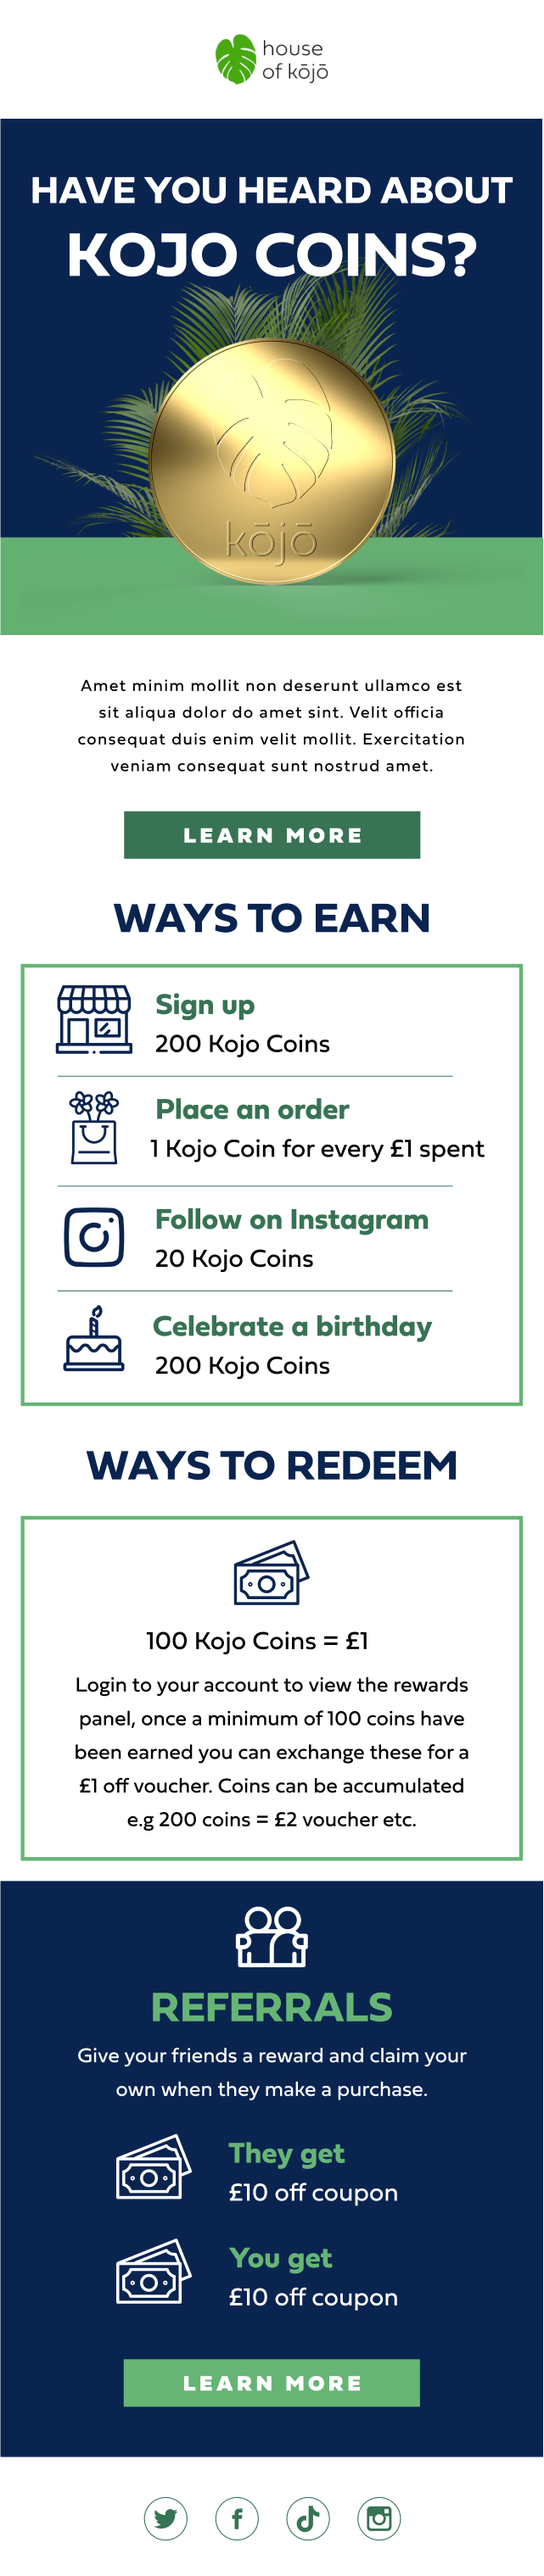 house
of kōjō
HAVE YOU HEARD ABOUT
KOJO COINS?
kōjō
Amet minim mollit non deserunt ullamco est
sit aliqua dolor do amet sint. Velit officia
consequat duis enim velit mollit. Exercitation
veniam consequat sunt nostrud amet.
LEARN MORE
WAYS TO EARN
Sign up
200 Kojo Coins
Place an order
1 Kojo Coin for every £1 spent
Follow on Instagram
20 Kojo Coins
Celebrate a birthday
200 Kojo Coins
WAYS TO REDEEM
100 Kojo Coins = £1
Login to your account to view the rewards
panel, once a minimum of 100 coins have
been earned you can exchange these for a
£1 off voucher. Coins can be accumulated
e.g 200 coins = £2 voucher etc.
REFERRALS
Give your friends a reward and claim your
own when they make a purchase.
They get
£10 off coupon
You get
£10 off coupon
LEARN MORE